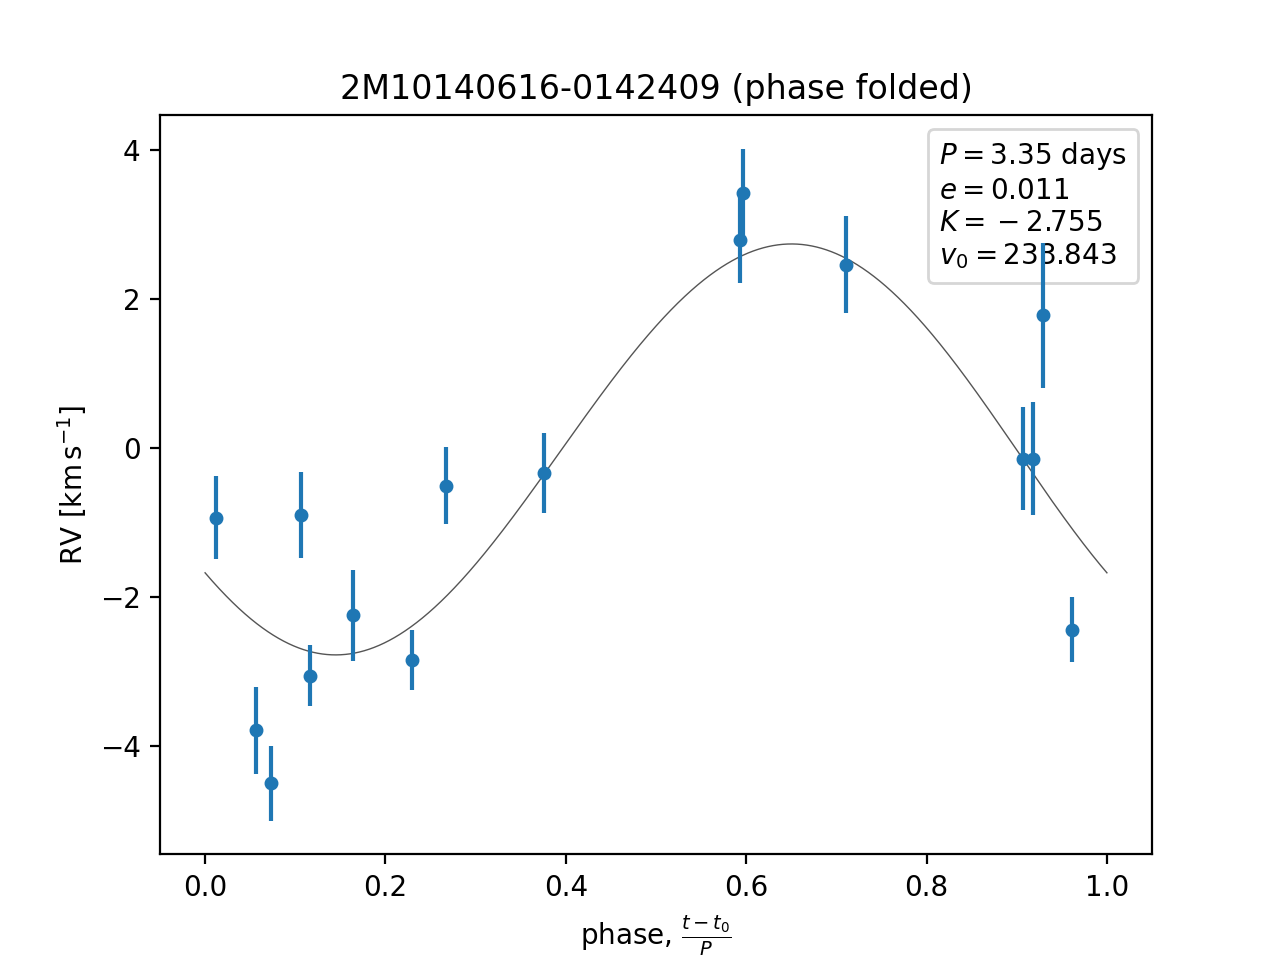 2M10140616-0142409 (phase folded)
P = 3.35 days
e = 0.011
K = −2.755
v₀ = 233.843
4
2
0
−2
−4
RV [km s⁻¹]
0.0 0.2 0.4 0.6 0.8 1.0
phase, (t − t₀)/P